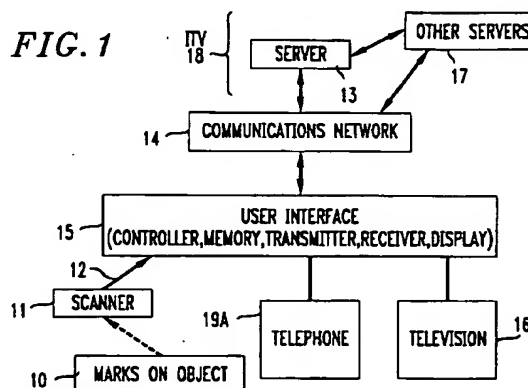 FIG. 1
ITV
18
SERVER
13
OTHER SERVERS
17
14
COMMUNICATIONS NETWORK
15
USER INTERFACE
(CONTROLLER,MEMORY,TRANSMITTER,RECEIVER,DISPLAY)
12
11
SCANNER
19A
TELEPHONE
TELEVISION
16
10
MARKS ON OBJECT